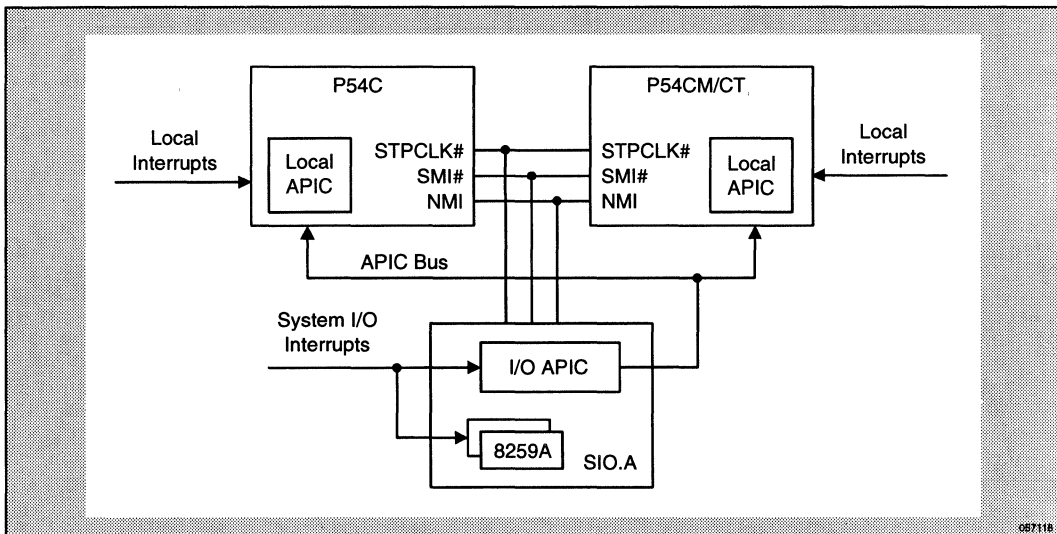 P54C
P54CM/CT
Local
Interrupts
Local
APIC
STPCLK#
SMI#
NMI
STPCLK#
SMI#
NMI
Local
APIC
Local
Interrupts
APIC Bus
System I/O
Interrupts
I/O APIC
8259A
SIO.A
057118